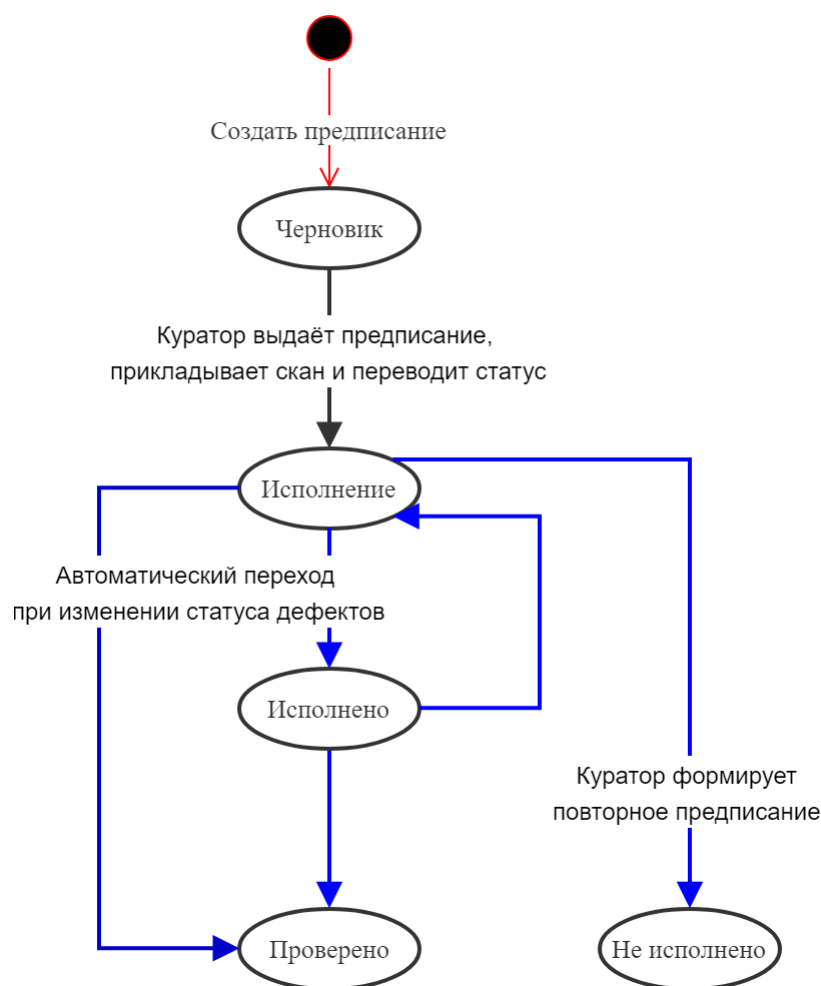 Создать предписание
Черновик
Куратор выдаёт предписание,
прикладывает скан и переводит статус
Исполнение
Автоматический переход
при изменении статуса дефектов
Исполнено
Куратор формирует
повторное предписание
Проверено
Не исполнено